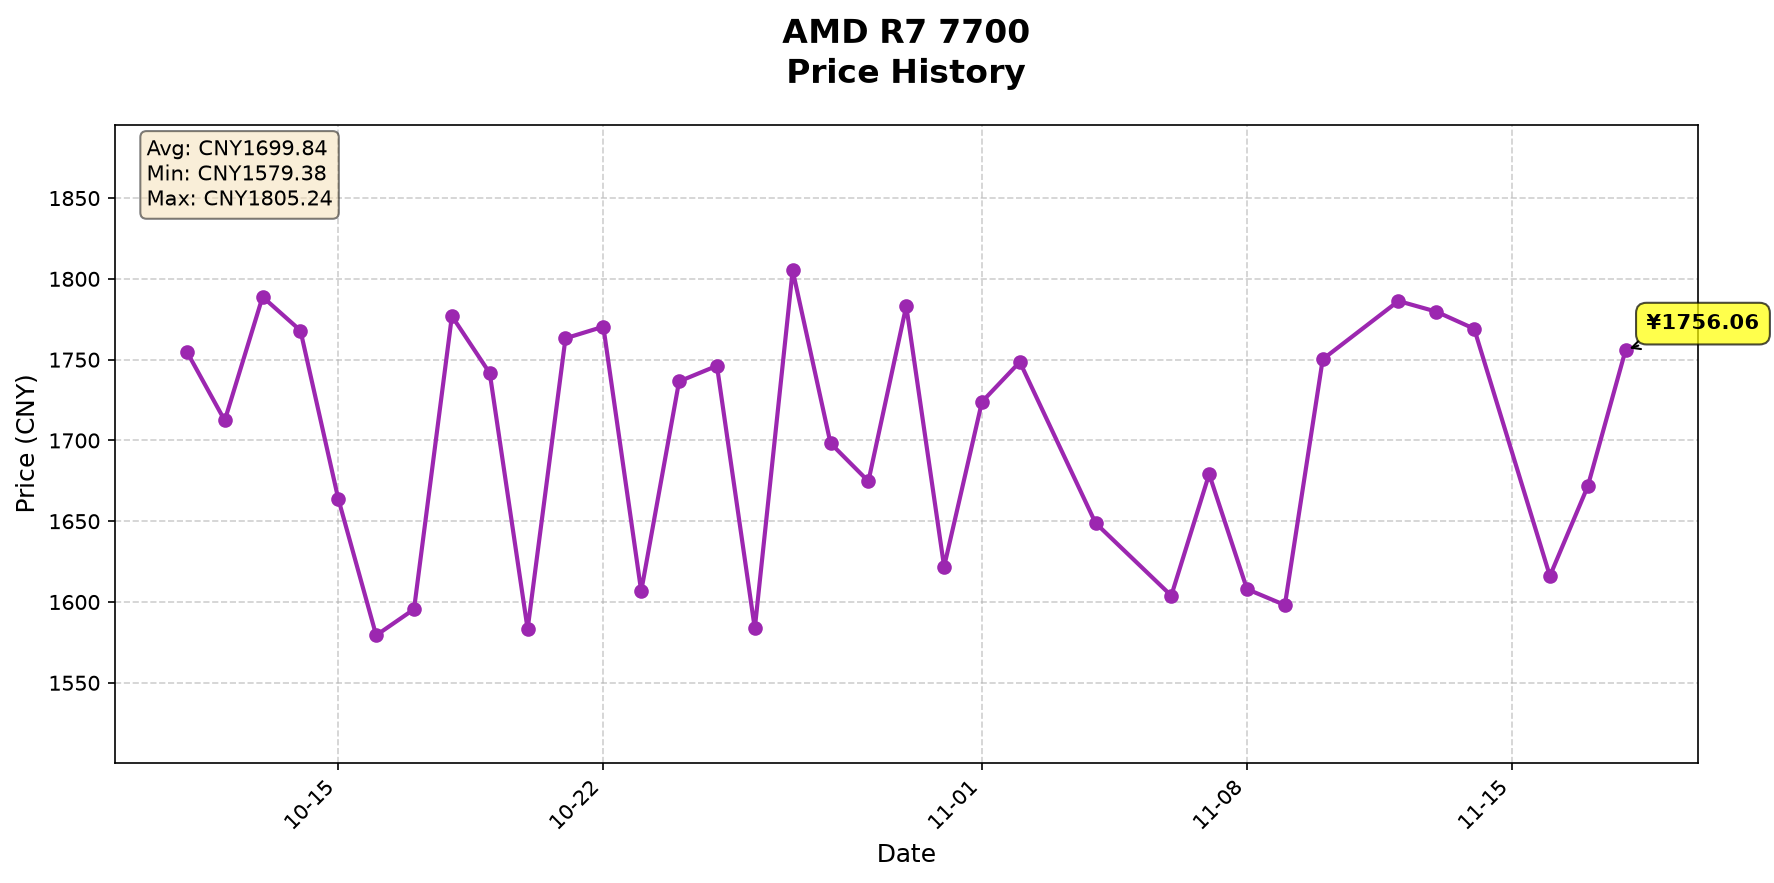 AMD R7 7700
Price History
Avg: CNY1699.84
Min: CNY1579.38
Max: CNY1805.24
¥1756.06
Price (CNY)
1850
1800
1750
1700
1650
1600
1550
10-15
10-22
11-01
11-08
11-15
Date